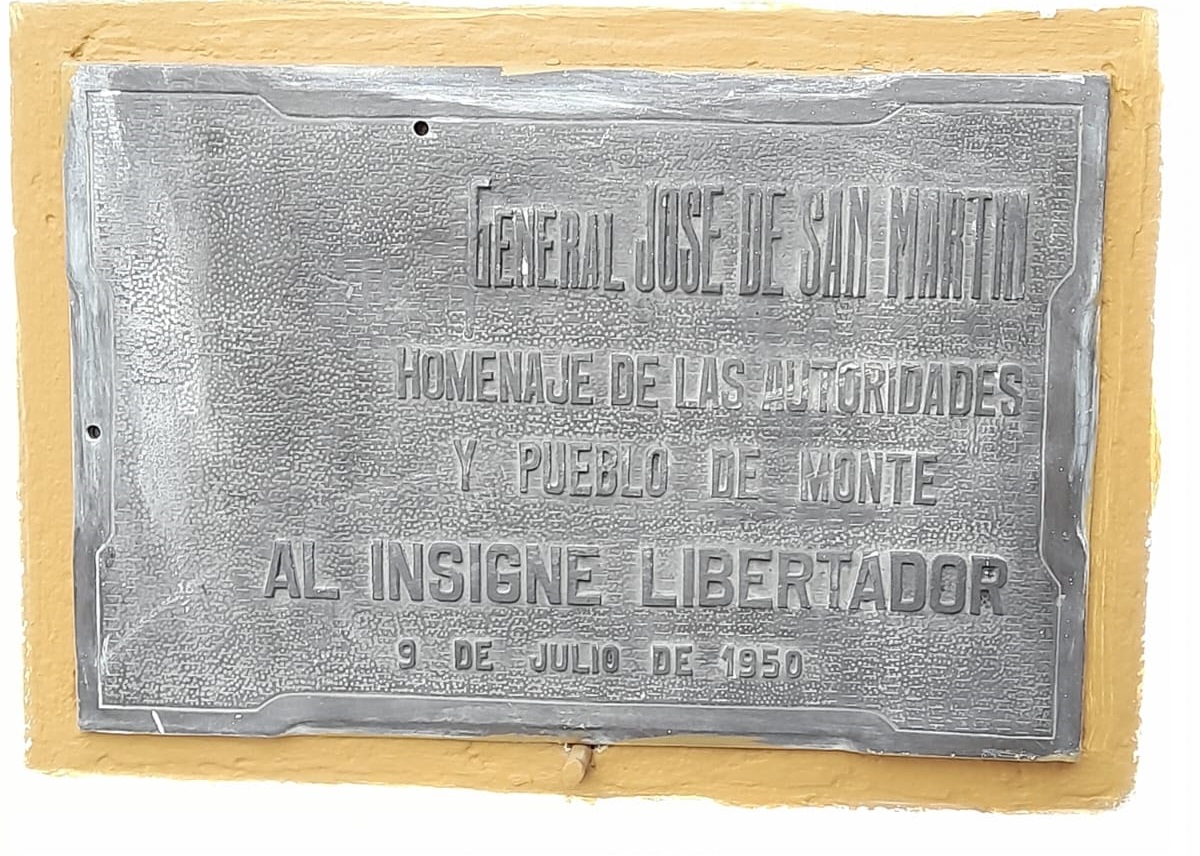 GENERAL JOSE DE SAN MARTIN
HOMENAJE DE LAS AUTORIDADES
Y PUEBLO DE MONTE
AL INSIGNE LIBERTADOR
9 DE JULIO DE 1950